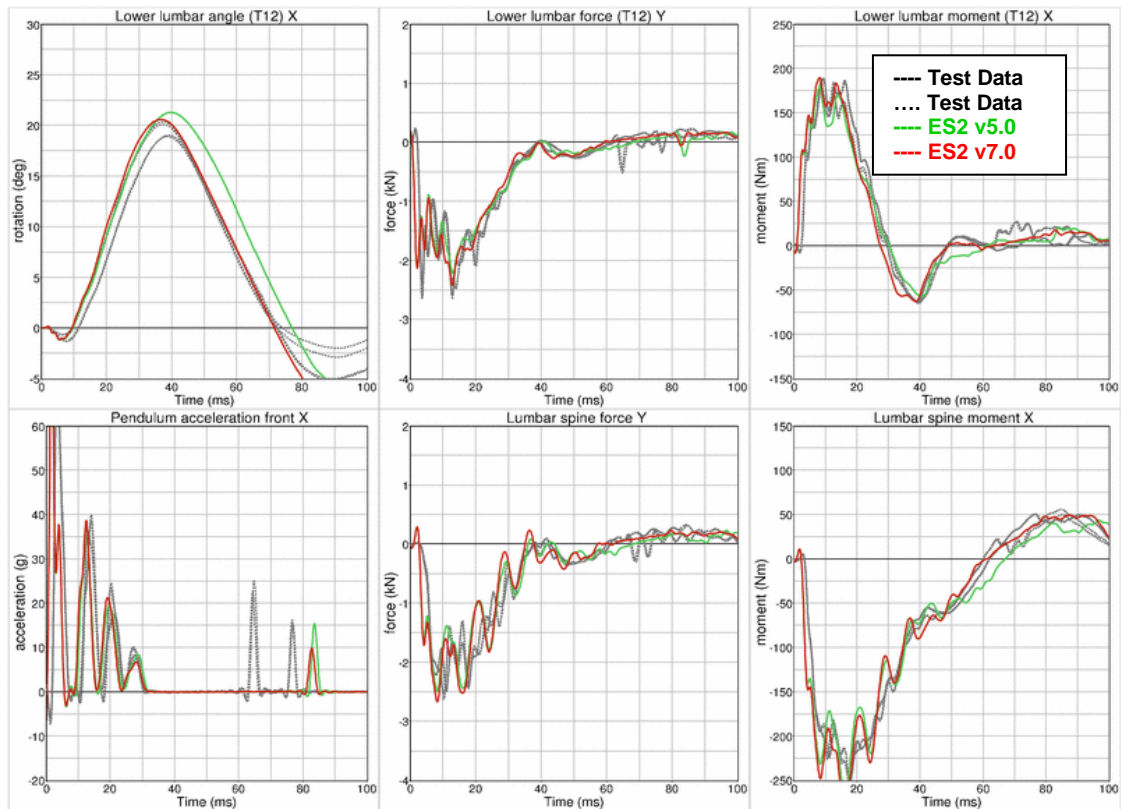 Lower lumbar angle (T12) X
30
25
20
15
10
5
0
-5
rotation (deg)
0 20 40 60 80 100
Time (ms)
Lower lumbar force (T12) Y
2
1
0
-1
-2
-3
-4
force (kN)
0 20 40 60 80 100
Time (ms)
Lower lumbar moment (T12) X
250
200
150
100
50
0
-50
-100
-150
moment (Nm)
0 20 40 60 80 100
Time (ms)
---- Test Data
.... Test Data
---- ES2 v5.0
---- ES2 v7.0
Pendulum acceleration front X
60
50
40
30
20
10
0
-10
-20
acceleration (g)
0 20 40 60 80 100
Time (ms)
Lumbar spine force Y
2
1
0
-1
-2
-3
-4
force (kN)
0 20 40 60 80 100
Time (ms)
Lumbar spine moment X
150
100
50
0
-50
-100
-150
-200
-250
moment (Nm)
0 20 40 60 80 100
Time (ms)